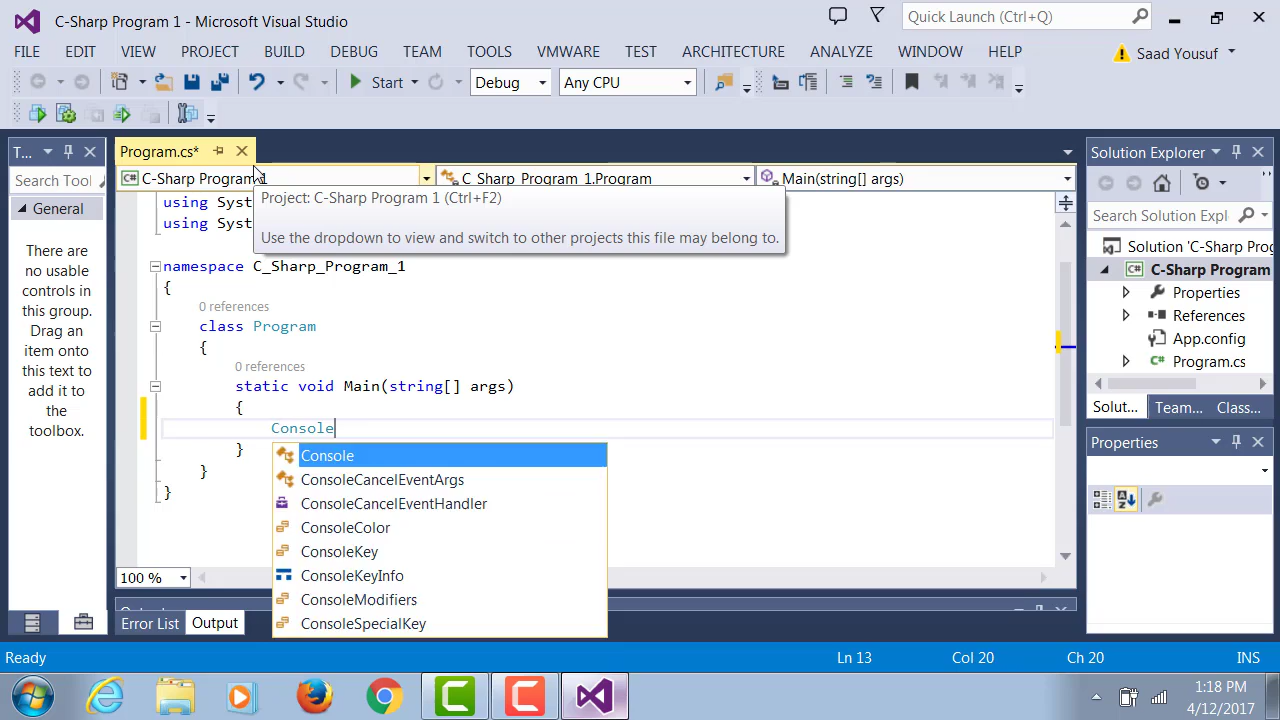 C-Sharp Program 1 - Microsoft Visual Studio
Quick Launch (Ctrl+Q)
FILE EDIT VIEW PROJECT BUILD DEBUG TEAM TOOLS VMWARE TEST ARCHITECTURE ANALYZE WINDOW HELP
Saad Yousuf
Start Debug Any CPU
T...
Program.cs*
Solution Explorer
Search Tool
C-Sharp Program 1
C_Sharp_Program_1.Program
Main(string[] args)
General
There are
no usable
controls in
this group.
Drag an
item onto
this text to
add it to
the
toolbox.
using Syst
using Syst
Project: C-Sharp Program 1 (Ctrl+F2)
Use the dropdown to view and switch to other projects this file may belong to.
namespace C_Sharp_Program_1
{
0 references
class Program
{
0 references
static void Main(string[] args)
{
Console
}
}
}
Console
ConsoleCancelEventArgs
ConsoleCancelEventHandler
ConsoleColor
ConsoleKey
ConsoleKeyInfo
ConsoleModifiers
ConsoleSpecialKey
100 %
Error List Output
Search Solution Expl
Solution 'C-Sharp Prog
C-Sharp Program
Properties
References
App.config
Program.cs
Solut... Team... Class...
Properties
Ready
Ln 13
Col 20
Ch 20
INS
1:18 PM
4/12/2017